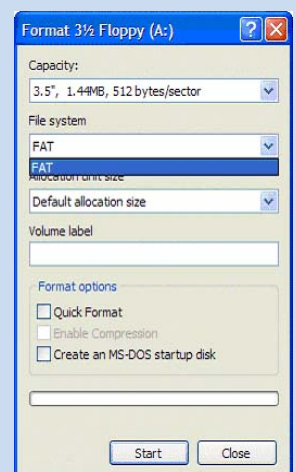 Format 3½ Floppy (A:)
Capacity:
3.5", 1.44MB, 512 bytes/sector
File system
FAT
FAT
Allocation unit size
Default allocation size
Volume label
Format options
Quick Format
Enable Compression
Create an MS-DOS startup disk
Start Close